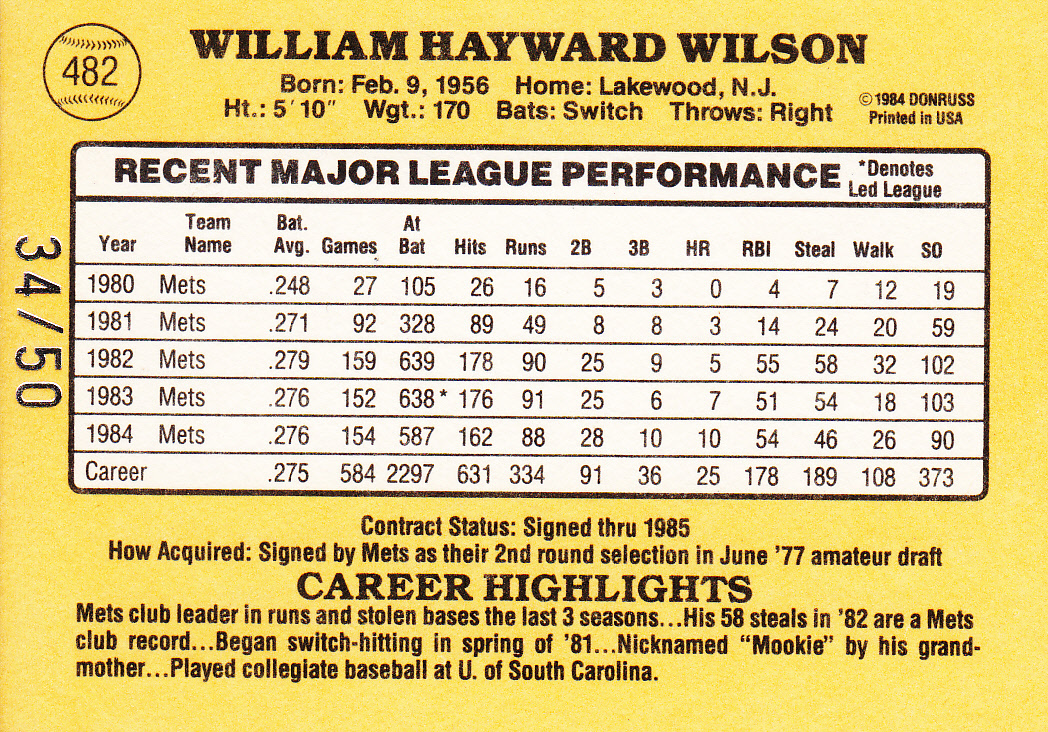 482
WILLIAM HAYWARD WILSON
Born: Feb. 9, 1956 Home: Lakewood, N.J.
Ht.: 5'10" Wgt.: 170 Bats: Switch Throws: Right
©1984 DONRUSS
Printed in USA
RECENT MAJOR LEAGUE PERFORMANCE
*Denotes
Led League
Year Team Name Bat. Avg. Games At Bat Hits Runs 2B 3B HR RBI Steal Walk SO
1980 Mets .248 27 105 26 16 5 3 0 4 7 12 19
1981 Mets .271 92 328 89 49 8 8 3 14 24 20 59
1982 Mets .279 159 639 178 90 25 9 5 55 58 32 102
1983 Mets .276 152 638* 176 91 25 6 7 51 54 18 103
1984 Mets .276 154 587 162 88 28 10 10 54 46 26 90
Career .275 584 2297 631 334 91 36 25 178 189 108 373
34/50
Contract Status: Signed thru 1985
How Acquired: Signed by Mets as their 2nd round selection in June '77 amateur draft
CAREER HIGHLIGHTS
Mets club leader in runs and stolen bases the last 3 seasons...His 58 steals in '82 are a Mets
club record...Began switch-hitting in spring of '81...Nicknamed "Mookie" by his grand-
mother...Played collegiate baseball at U. of South Carolina.